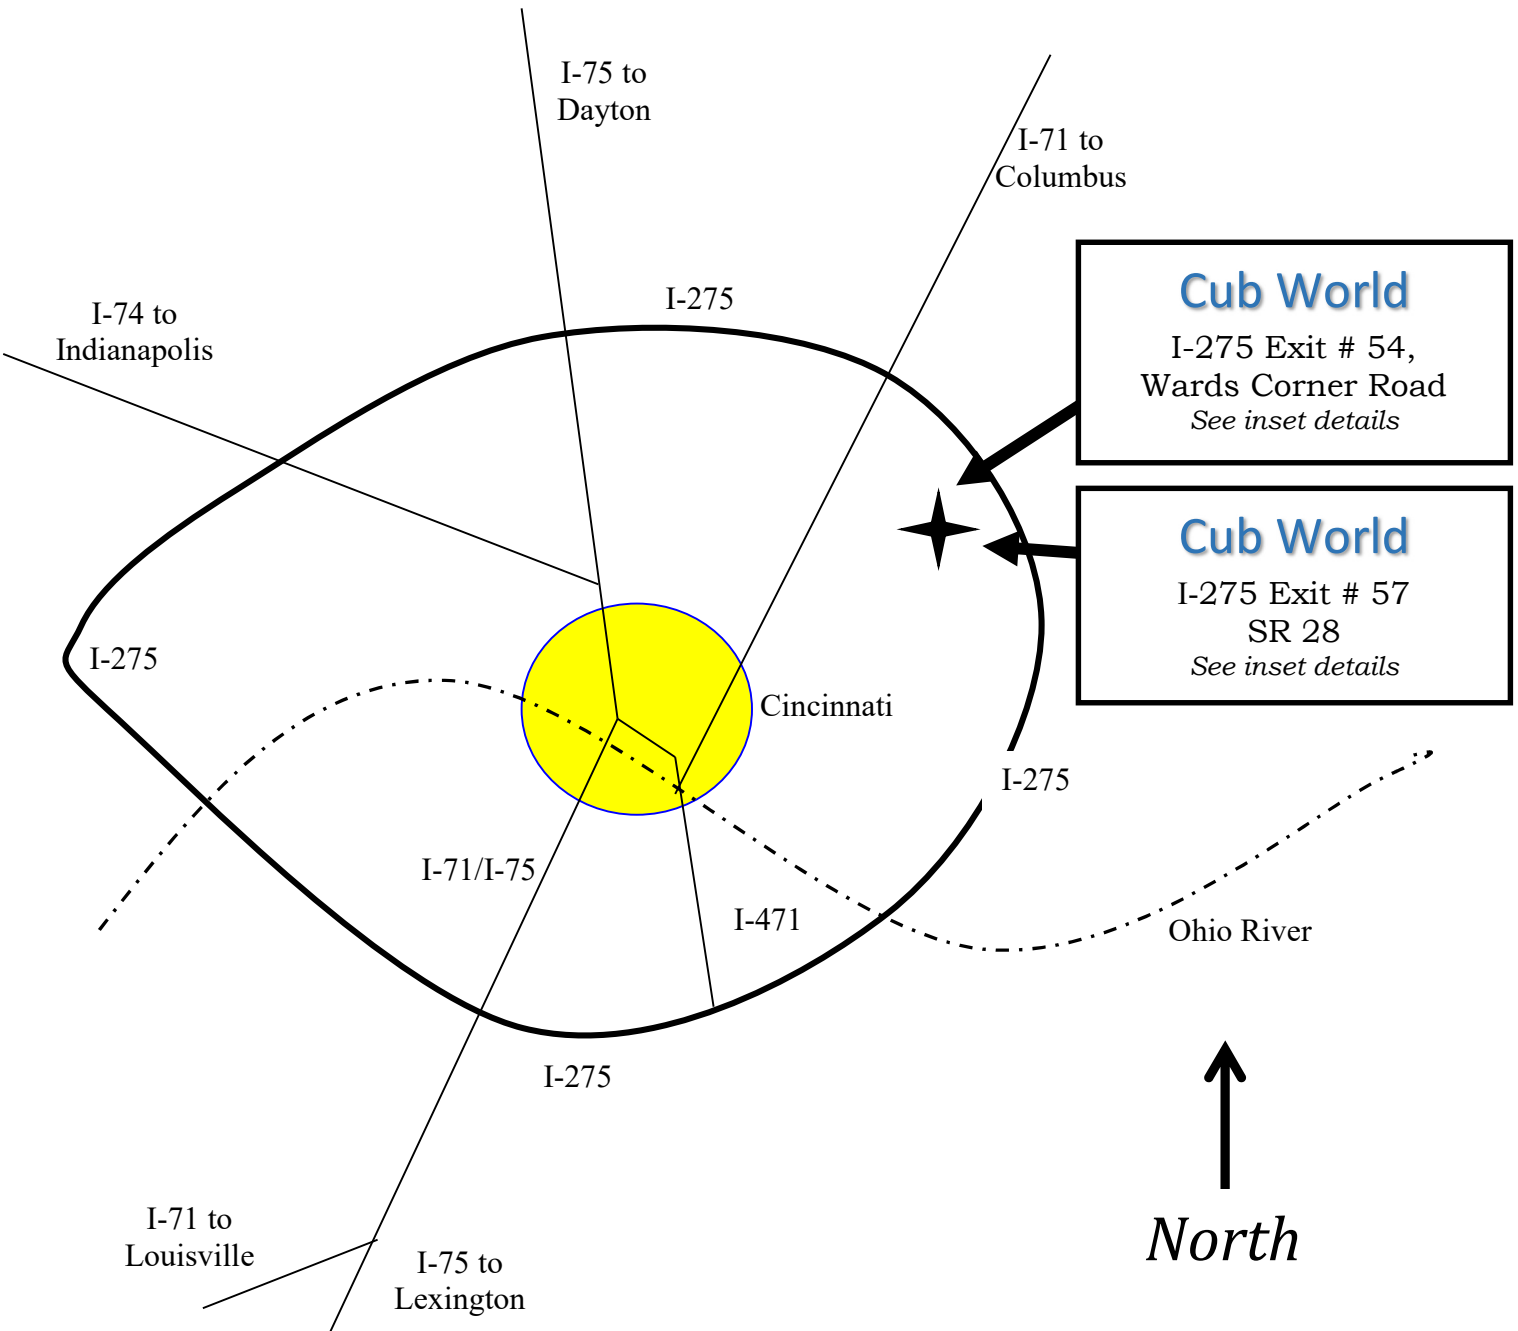 I-75 to
Dayton
I-71 to
Columbus
I-275
I-74 to
Indianapolis
Cub World
I-275 Exit # 54,
Wards Corner Road
See inset details
Cub World
I-275 Exit # 57
SR 28
See inset details
I-275
Cincinnati
I-275
I-71/I-75
I-471
Ohio River
I-275
North
I-71 to
Louisville
I-75 to
Lexington